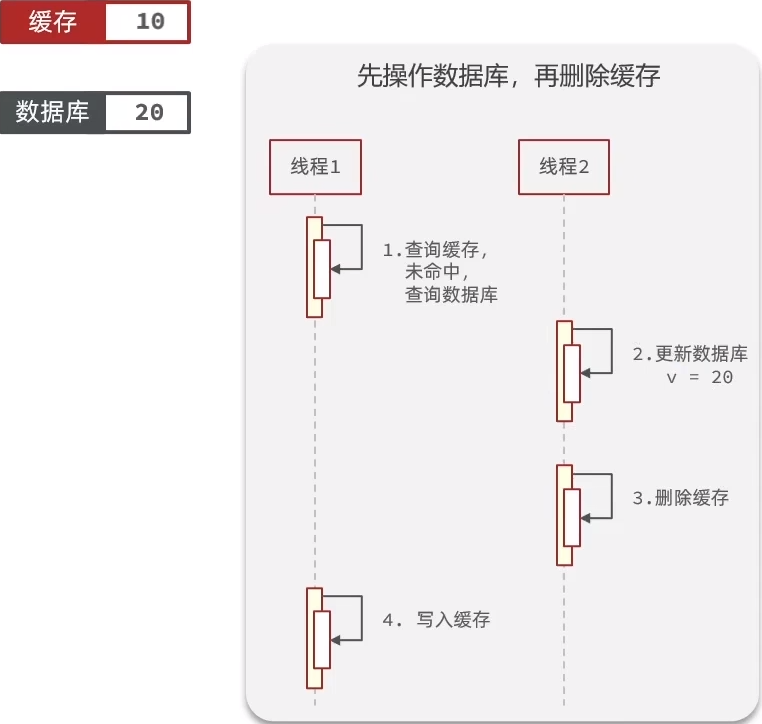 缓存 10
数据库 20
先操作数据库，再删除缓存
线程1 线程2
1.查询缓存，
未命中，
查询数据库
2.更新数据库
v = 20
3.删除缓存
4. 写入缓存